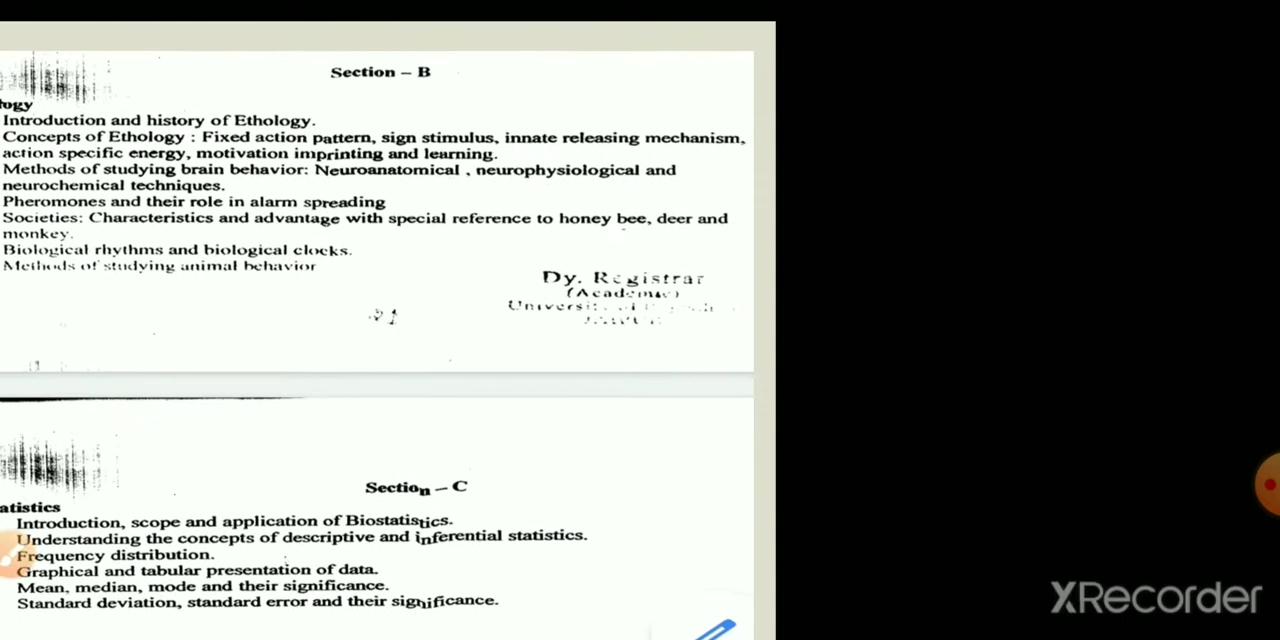 Section – B
logy
Introduction and history of Ethology.
Concepts of Ethology : Fixed action pattern, sign stimulus, innate releasing mechanism,
action specific energy, motivation imprinting and learning.
Methods of studying brain behavior: Neuroanatomical , neurophysiological and
neurochemical techniques.
Pheromones and their role in alarm spreading
Societies: Characteristics and advantage with special reference to honey bee, deer and
monkey.
Biological rhythms and biological clocks.
Methods of studying animal behavior
Dy. Registrar
(Academic)
Section – C
atistics
Introduction, scope and application of Biostatistics.
Understanding the concepts of descriptive and inferential statistics.
Frequency distribution.
Graphical and tabular presentation of data.
Mean, median, mode and their significance.
Standard deviation, standard error and their significance.
XRecorder